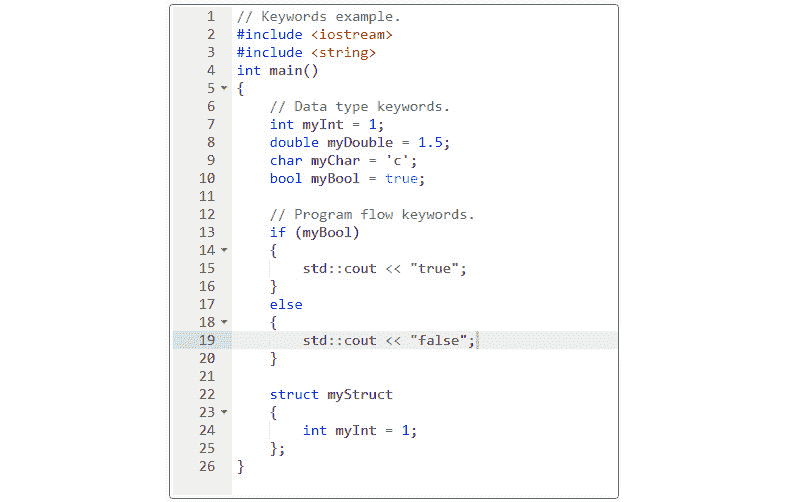 1 // Keywords example.
2 #include <iostream>
3 #include <string>
4 int main()
5 {
6     // Data type keywords.
7     int myInt = 1;
8     double myDouble = 1.5;
9     char myChar = 'c';
10     bool myBool = true;
11
12     // Program flow keywords.
13     if (myBool)
14     {
15         std::cout << "true";
16     }
17     else
18     {
19         std::cout << "false";
20     }
21
22     struct myStruct
23     {
24         int myInt = 1;
25     };
26 }